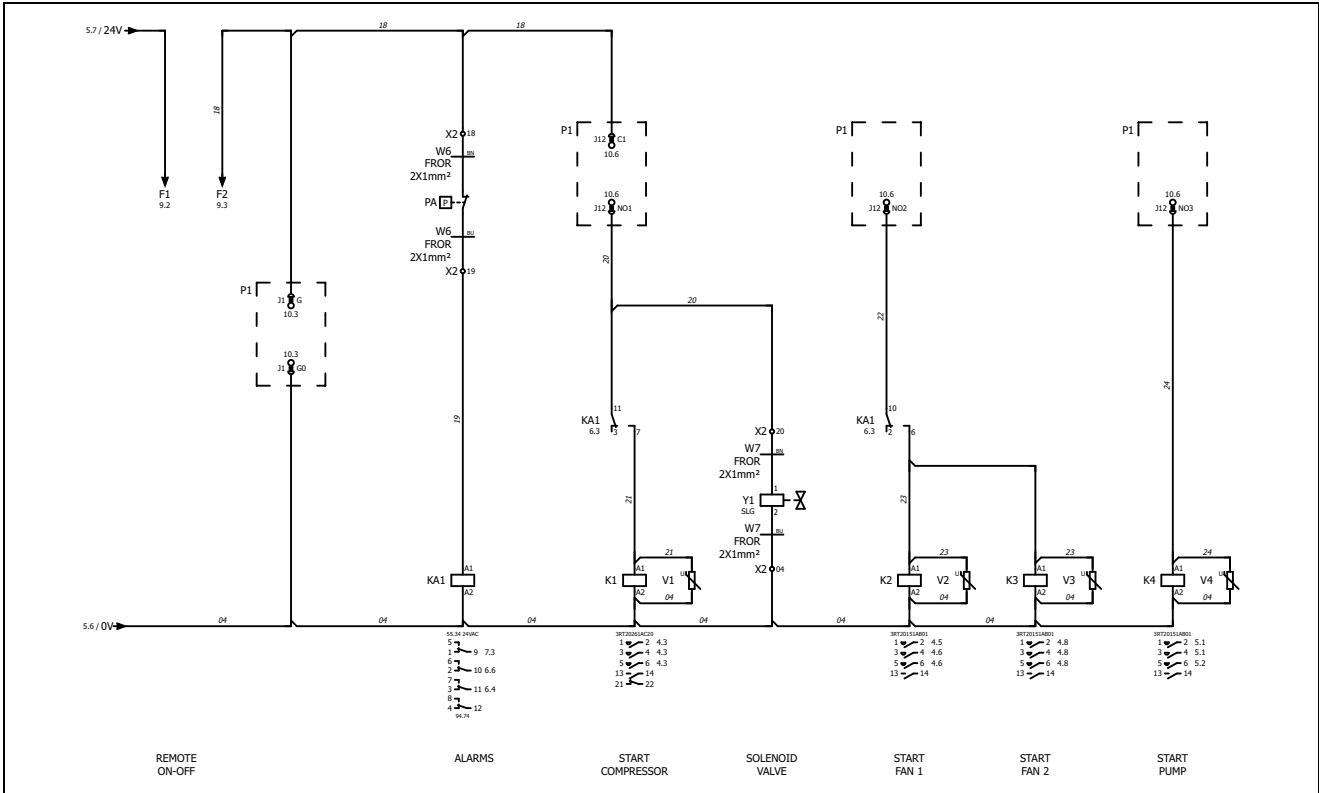 5.7 / 24V
18
18
18
F1
9.2
F2
9.3
X2 18
W6 BN
FROR
2X1mm²
PA P
W6 BU
FROR
2X1mm²
X2 19
19
P1
J1 G
10.3
10.3
J1 G0
P1
J12 C1
10.6
10.6
J12 NO1
20
20
KA1
6.3
11
3 7
21
X2 20
W7 BN
FROR
2X1mm²
Y1
SLG
1
2
W7 BU
FROR
2X1mm²
X2 04
P1
10.6
J12 NO2
22
KA1
6.3
10
2 6
23
P1
10.6
J12 NO3
24
KA1
A1
A2
K1
A1
A2
21
V1 U
04
K2
A1
A2
23
V2 U
04
K3
A1
A2
23
V3 U
04
K4
A1
A2
24
V4 U
04
5.6 / 0V
04
04
04
04
04
04
55.34 24VAC
5
1 9 7.3
6
2 10 6.6
7
3 11 6.4
8
4 12
94.74
3RT20261AC20
1 2 4.3
3 4 4.3
5 6 4.3
13 14
21 22
3RT20151AB01
1 2 4.5
3 4 4.6
5 6 4.6
13 14
3RT20151AB01
1 2 4.8
3 4 4.8
5 6 4.8
13 14
3RT20151AB01
1 2 5.1
3 4 5.1
5 6 5.2
13 14
REMOTE
ON-OFF
ALARMS
START
COMPRESSOR
SOLENOID
VALVE
START
FAN 1
START
FAN 2
START
PUMP